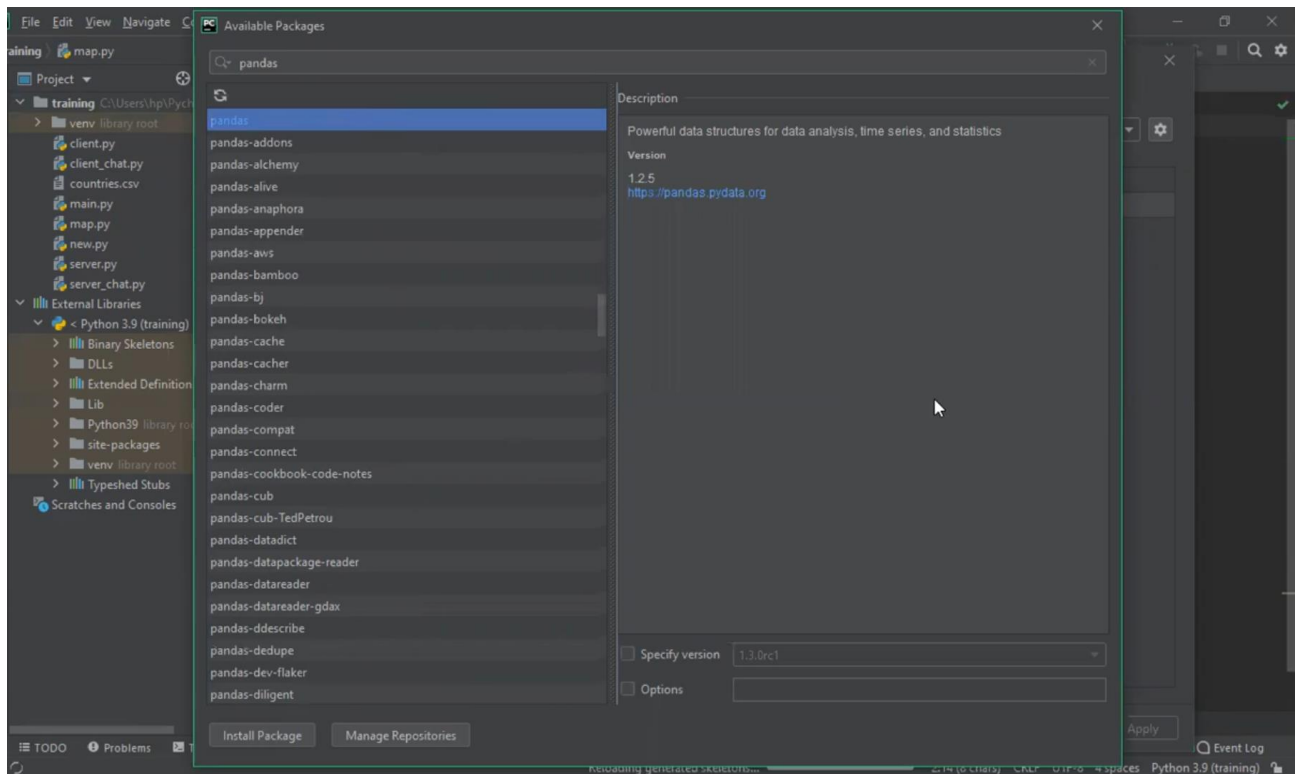 File Edit View Navigate
Available Packages
map.py
pandas
Project
Description
training C:\Users\hp\Pych
pandas
Powerful data structures for data analysis, time series, and statistics
Version
1.2.5
https://pandas.pydata.org
venv library root
client.py
client_chat.py
countries.csv
main.py
map.py
new.py
server.py
server_chat.py
External Libraries
< Python 3.9 (training)
Binary Skeletons
DLLs
Extended Definition
Lib
Python39 library
site-packages
venv library root
Typeshed Stubs
Scratches and Consoles
pandas-addons
pandas-alchemy
pandas-alive
pandas-anaphora
pandas-appender
pandas-aws
pandas-bamboo
pandas-bj
pandas-bokeh
pandas-cache
pandas-cacher
pandas-charm
pandas-coder
pandas-compat
pandas-connect
pandas-cookbook-code-notes
pandas-cub
pandas-cub-TedPetrou
pandas-datadict
pandas-datapackage-reader
pandas-datareader
pandas-datareader-gdax
pandas-ddescribe
pandas-dedupe
pandas-dev-flaker
pandas-diligent
Specify version 1.3.0rc1
Options
Install Package Manage Repositories
Apply
TODO Problems
Event Log
Reloading generated skeletons...
4 spaces Python 3.9 (training)